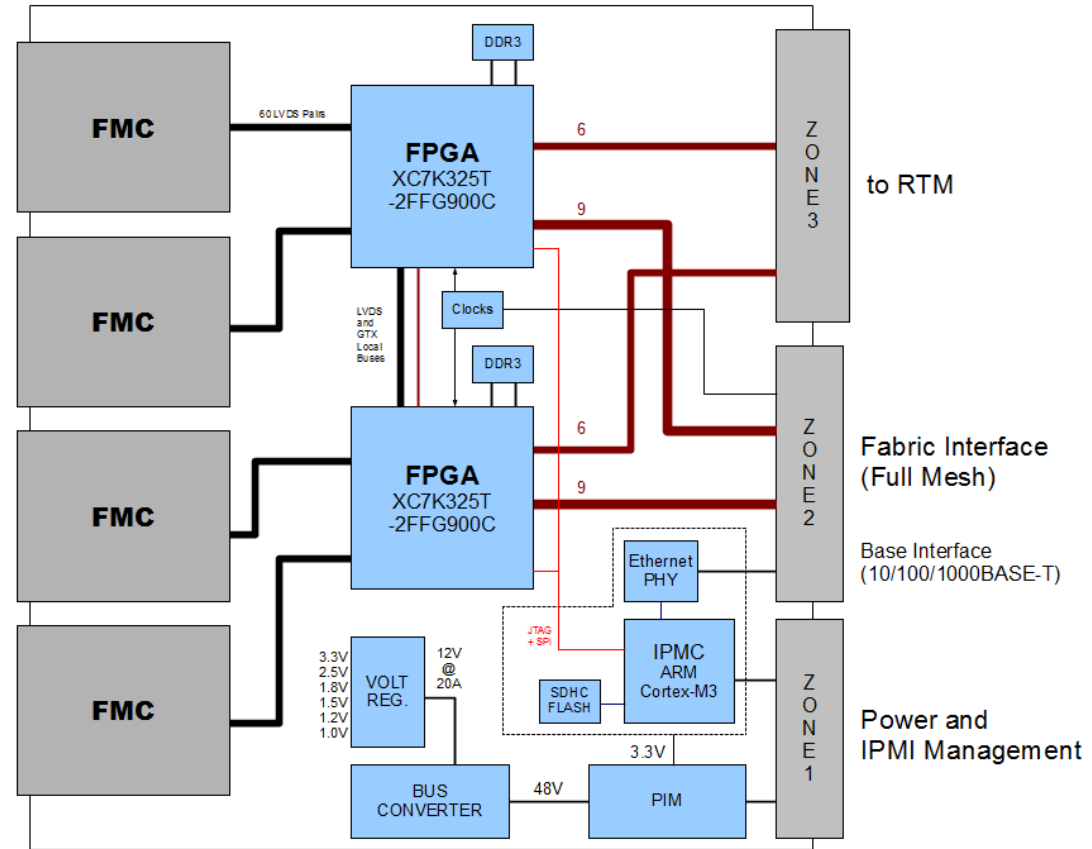 DDR3
FMC
60 LVDS Pairs
FPGA
XC7K325T
-2FFG900C
6
9
Z
O
N
E
3
to RTM
FMC
LVDS
and
GTX
Local
Buses
Clocks
DDR3
FMC
FPGA
XC7K325T
-2FFG900C
6
9
Z
O
N
E
2
Fabric Interface
(Full Mesh)
Base Interface
(10/100/1000BASE-T)
Ethernet
PHY
JTAG
+ SPI
IPMC
ARM
Cortex-M3
SDHC
FLASH
FMC
3.3V
2.5V
1.8V
1.5V
1.2V
1.0V
VOLT
REG.
12V
@
20A
Z
O
N
E
1
Power and
IPMI Management
3.3V
BUS
CONVERTER
48V
PIM